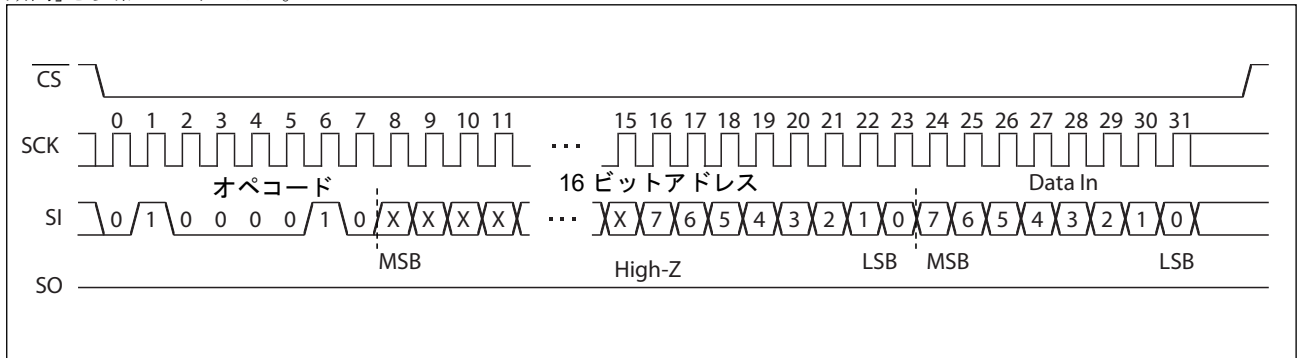 CS
0 1 2 3 4 5 6 7 8 9 10 11 15 16 17 18 19 20 21 22 23 24 25 26 27 28 29 30 31
SCK ...
オペコード 16 ビットアドレス Data In
SI 0 1 0 0 0 0 1 0 X X X X ... X 7 6 5 4 3 2 1 0 7 6 5 4 3 2 1 0
MSB High-Z LSB MSB LSB
SO